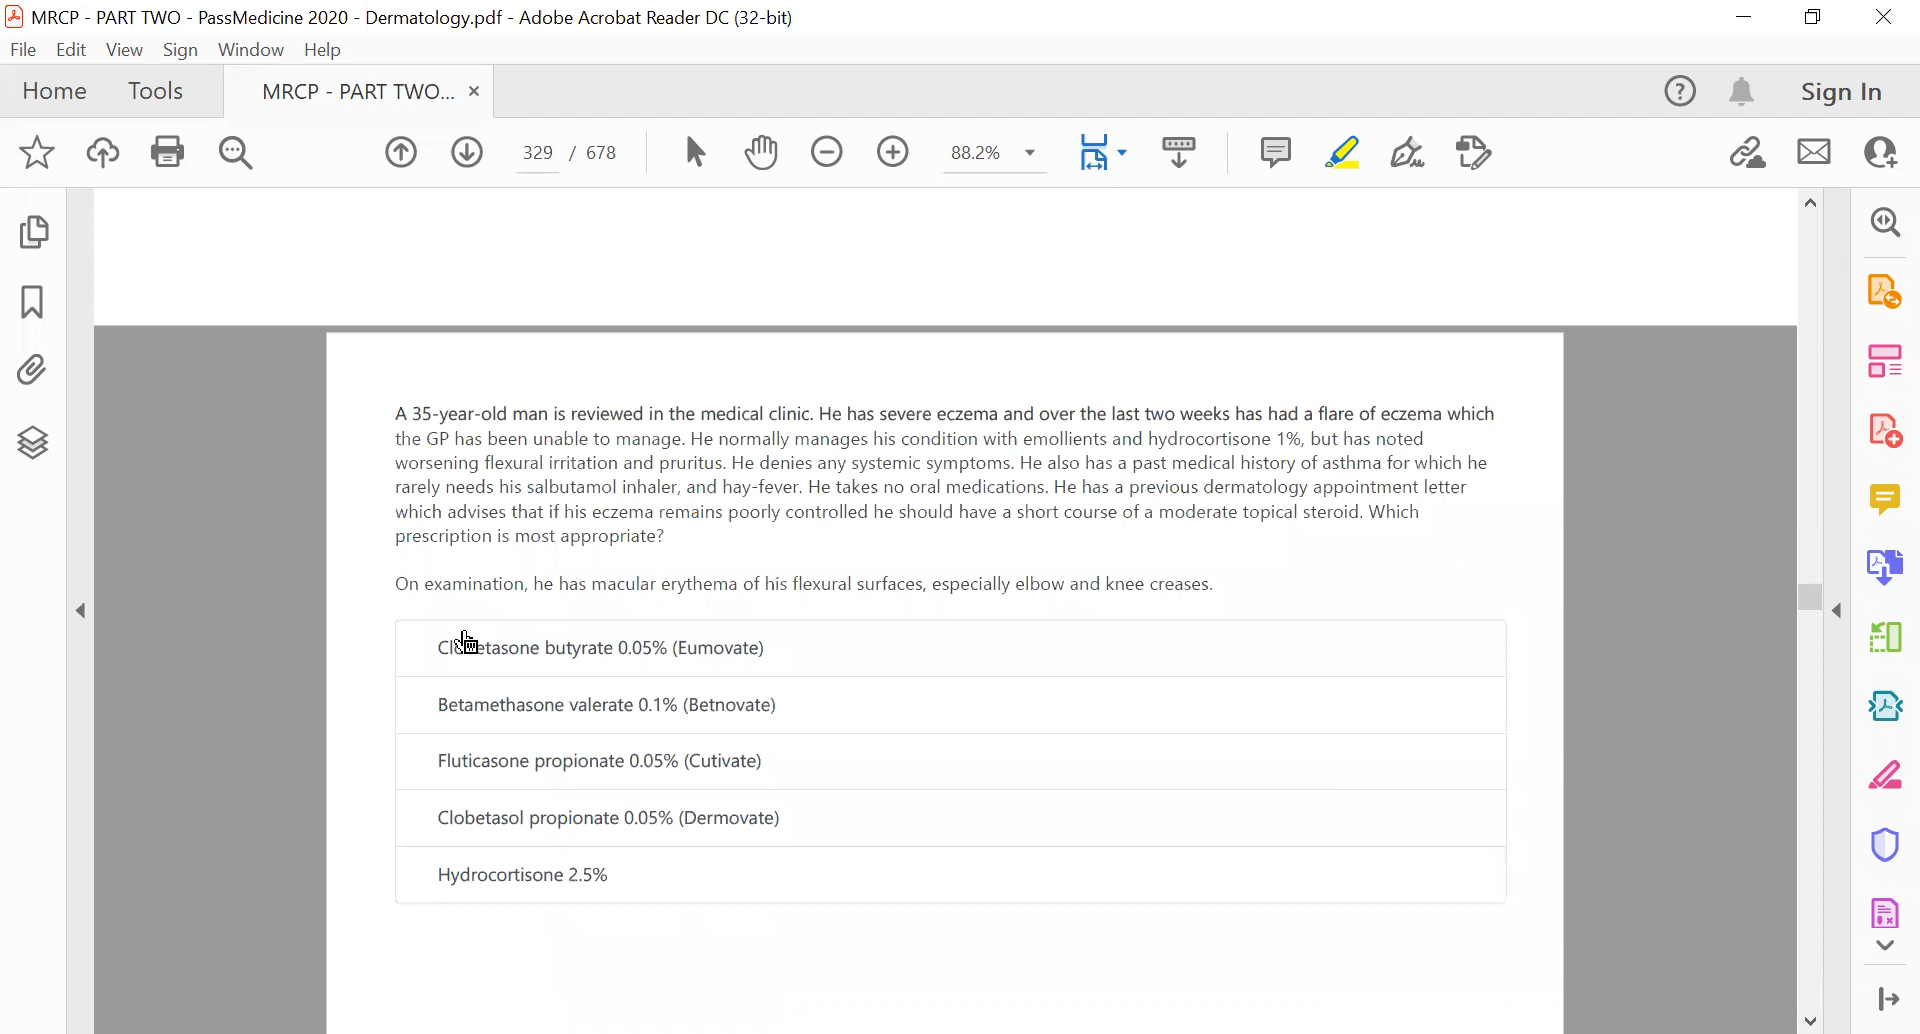 MRCP - PART TWO - PassMedicine 2020 - Dermatology.pdf - Adobe Acrobat Reader DC (32-bit)
File Edit View Sign Window Help
Home Tools MRCP - PART TWO... × Sign In
329 / 678 88.2%
A 35-year-old man is reviewed in the medical clinic. He has severe eczema and over the last two weeks has had a flare of eczema which
the GP has been unable to manage. He normally manages his condition with emollients and hydrocortisone 1%, but has noted
worsening flexural irritation and pruritus. He denies any systemic symptoms. He also has a past medical history of asthma for which he
rarely needs his salbutamol inhaler, and hay-fever. He takes no oral medications. He has a previous dermatology appointment letter
which advises that if his eczema remains poorly controlled he should have a short course of a moderate topical steroid. Which
prescription is most appropriate?
On examination, he has macular erythema of his flexural surfaces, especially elbow and knee creases.
butyrate 0.05% (Eumovate)
Betamethasone valerate 0.1% (Betnovate)
Fluticasone propionate 0.05% (Cutivate)
Clobetasol propionate 0.05% (Dermovate)
Hydrocortisone 2.5%